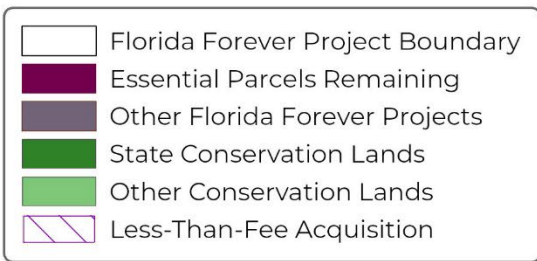 Florida Forever Project Boundary
Essential Parcels Remaining
Other Florida Forever Projects
State Conservation Lands
Other Conservation Lands
Less-Than-Fee Acquisition